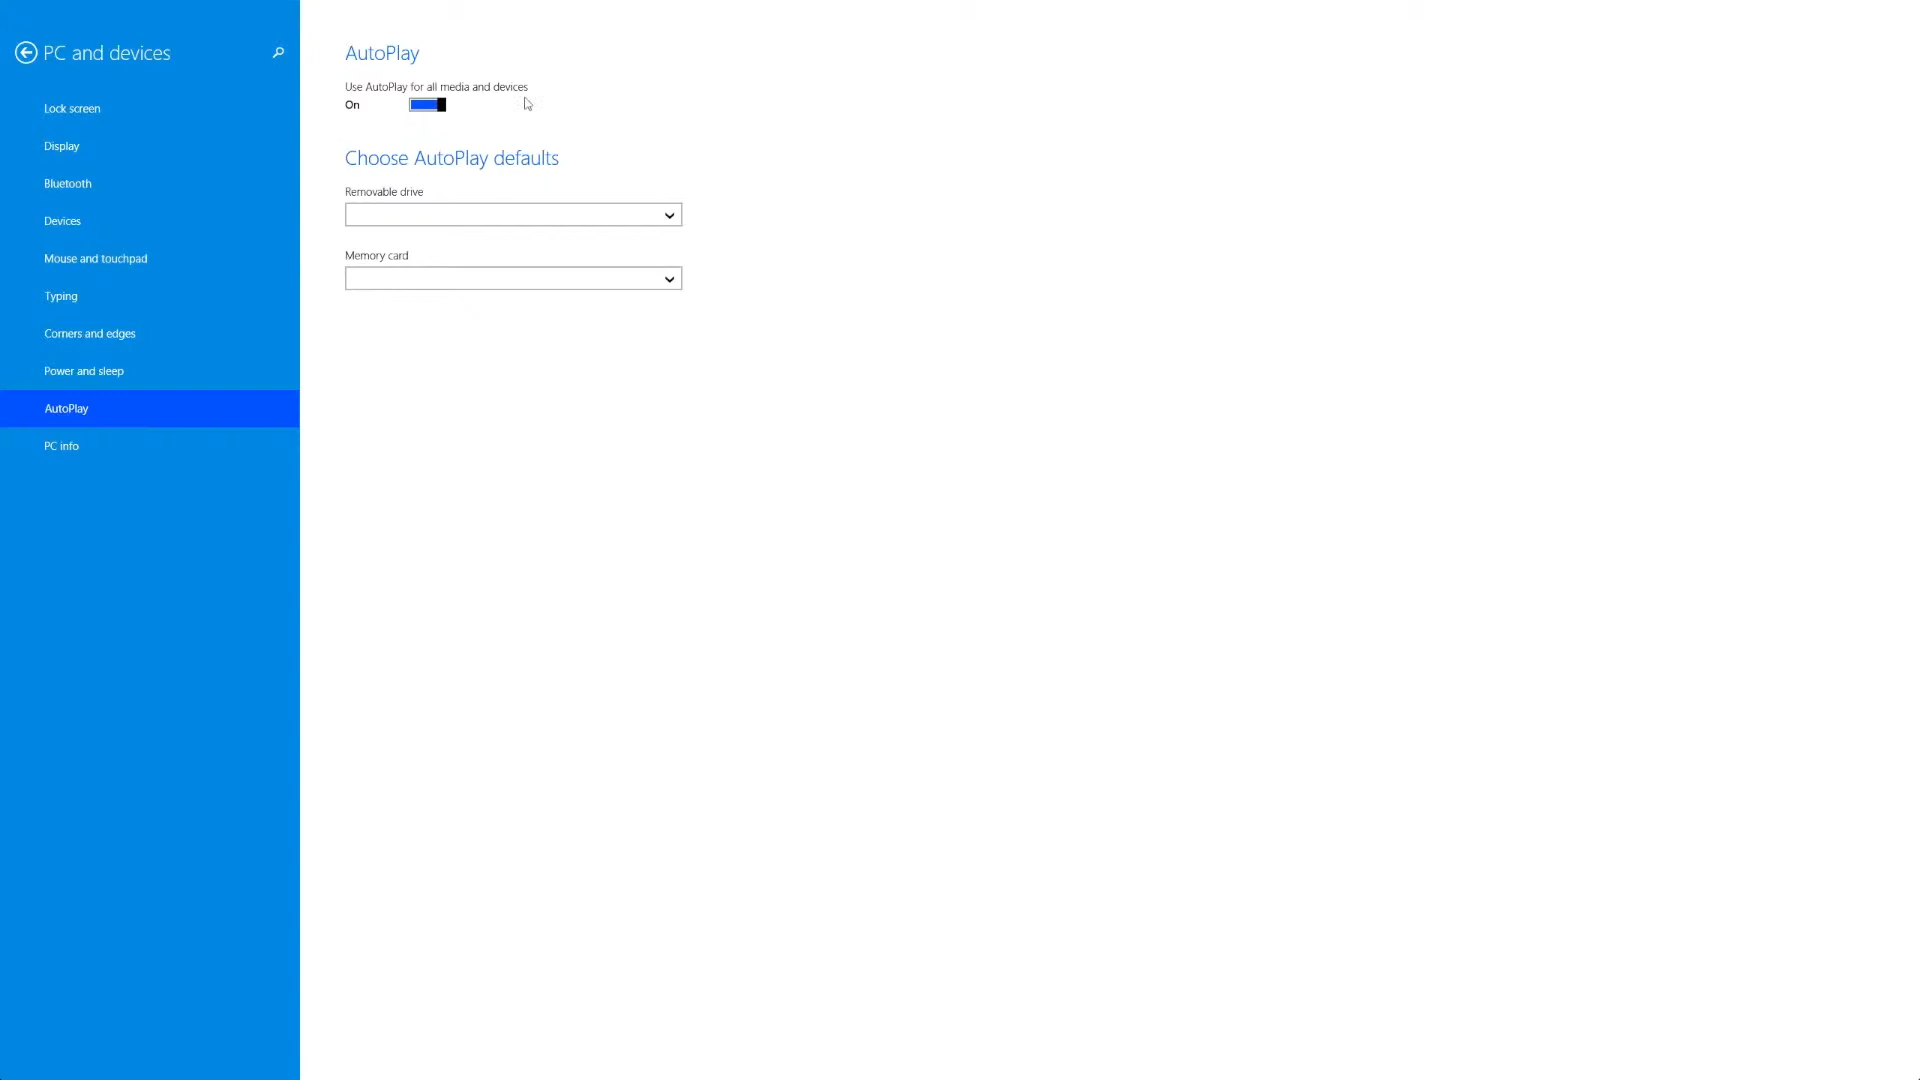 PC and devices
Lock screen
Display
Bluetooth
Devices
Mouse and touchpad
Typing
Corners and edges
Power and sleep
AutoPlay
PC info
AutoPlay
Use AutoPlay for all media and devices
On
Choose AutoPlay defaults
Removable drive
Memory card